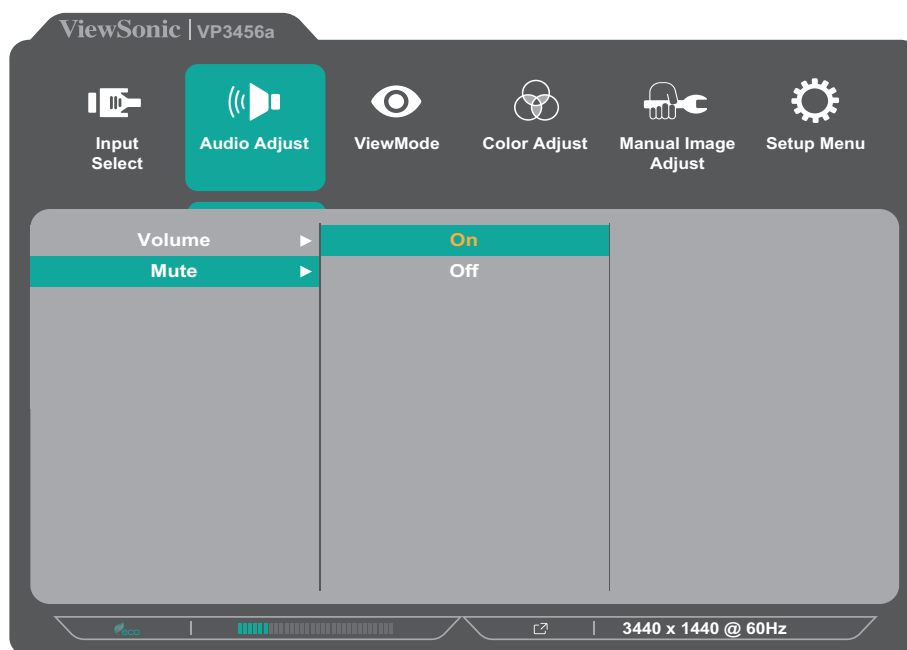 ViewSonic | VP3456a
Input Select
Audio Adjust
ViewMode
Color Adjust
Manual Image Adjust
Setup Menu
Volume
On
Mute
Off
eco
3440 x 1440 @ 60Hz